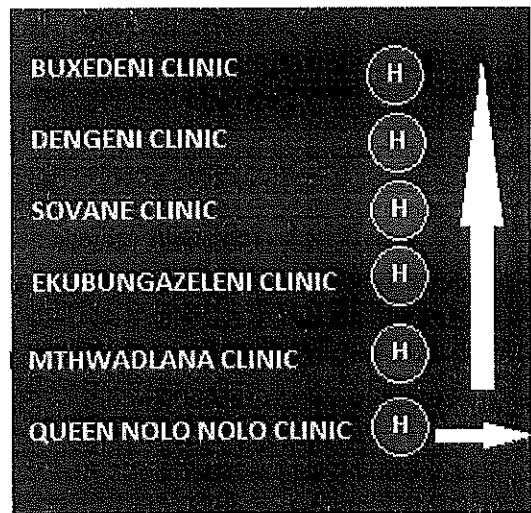 BUXEDENI CLINIC H
DENGENI CLINIC H
SOVANE CLINIC H
EKUBUNGAZELENI CLINIC H
MTHWADLANA CLINIC H
QUEEN NOLO NOLO CLINIC H